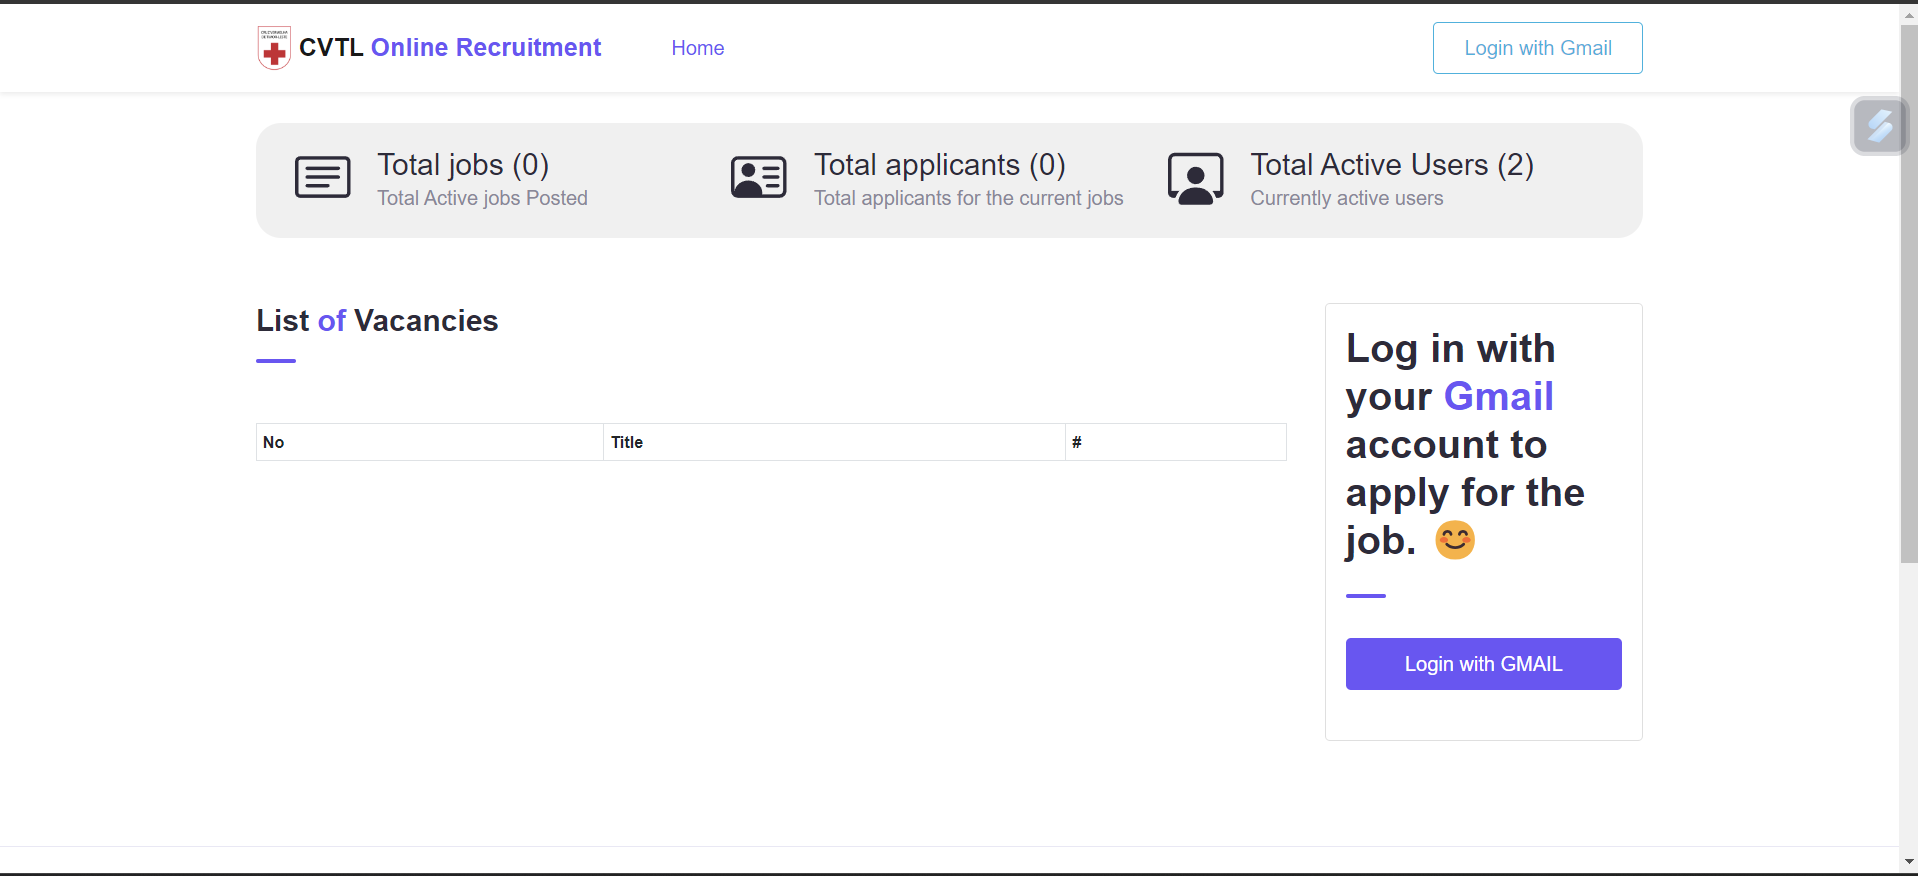 CVTL Online Recruitment
Home
Login with Gmail
Total jobs (0)
Total Active jobs Posted
Total applicants (0)
Total applicants for the current jobs
Total Active Users (2)
Currently active users
List of Vacancies
No
Title
#
Log in with
your Gmail
account to
apply for the
job. 😊
Login with GMAIL